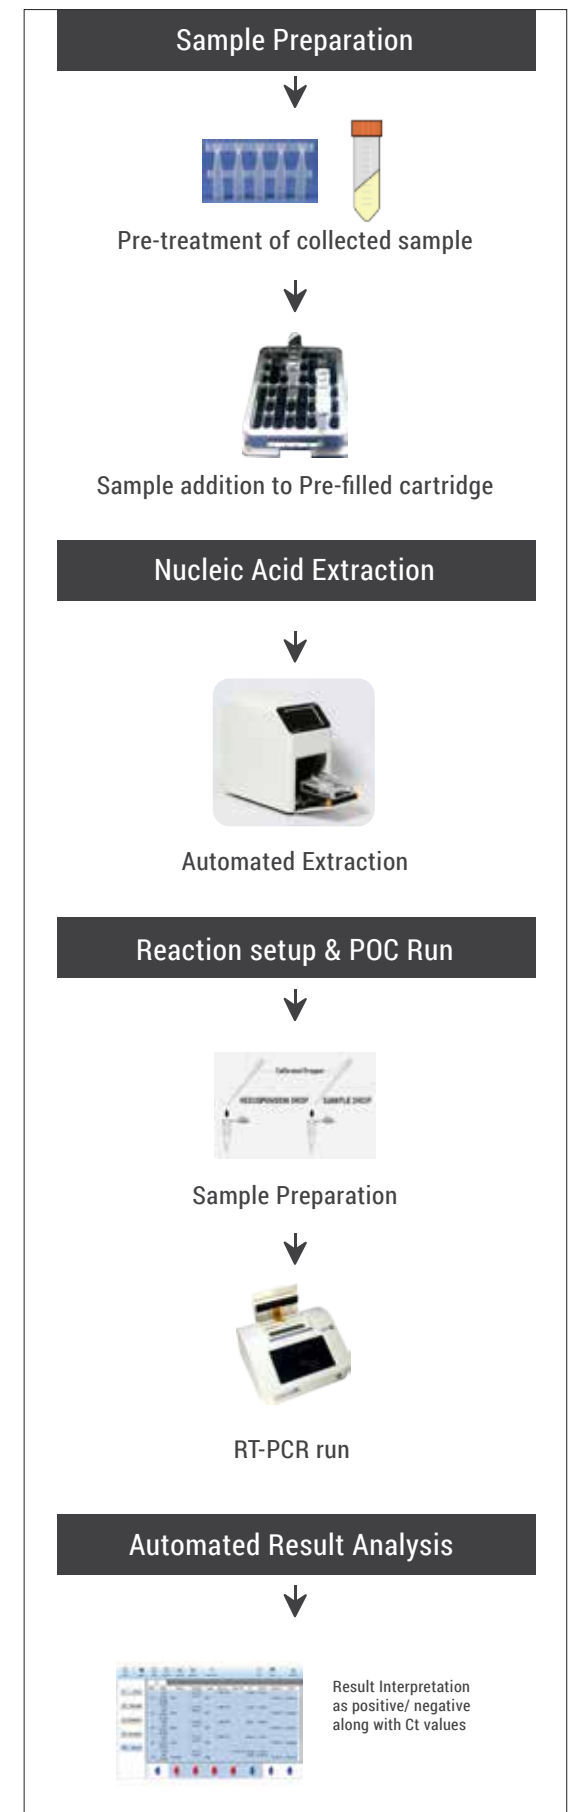 Sample Preparation
Pre-treatment of collected sample
Sample addition to Pre-filled cartridge
Nucleic Acid Extraction
Automated Extraction
Reaction setup & POC Run
Calibrated Dropper
RESUSPENSION DROP
SAMPLE DROP
Sample Preparation
RT-PCR run
Automated Result Analysis
Result Interpretation
as positive/ negative
along with Ct values